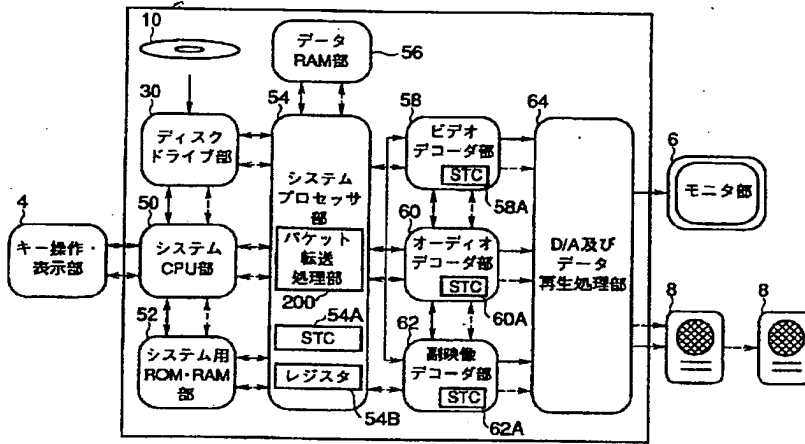 10
データ
RAM部
56
30
ディスク
ドライブ部
54
システム
プロセッサ
部
パケット
転送
処理部
200
54A
STC
レジスタ
54B
58
ビデオ
デコーダ部
STC
58A
64
D/A及び
データ
再生処理部
6
モニタ部
4
キー操作・
表示部
50
システム
CPU部
60
オーディオ
デコーダ部
STC
60A
8
8
52
システム用
ROM・RAM
部
62
副映像
デコーダ部
STC
62A